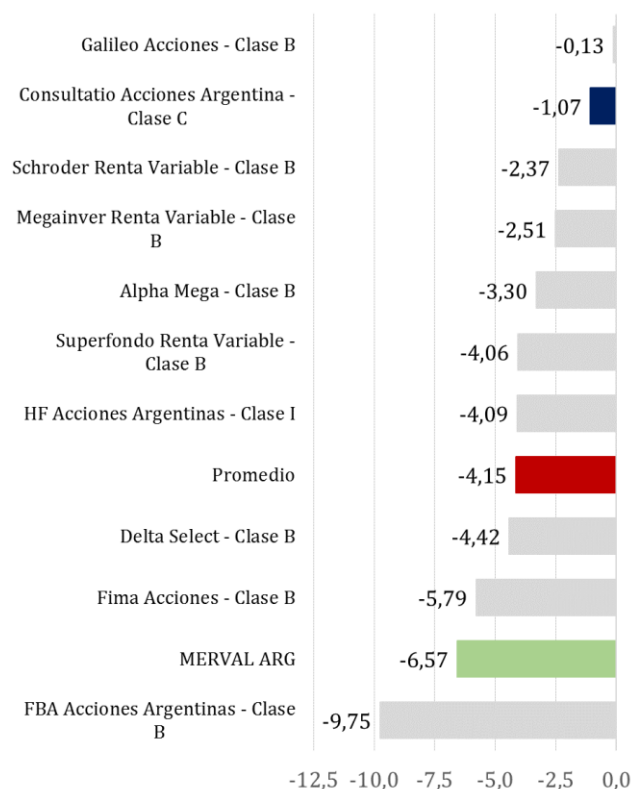 Galileo Acciones - Clase B
-0,13
Consultatio Acciones Argentina -
Clase C
-1,07
Schroder Renta Variable - Clase B
-2,37
Megainver Renta Variable - Clase
B
-2,51
Alpha Mega - Clase B
-3,30
Superfondo Renta Variable -
Clase B
-4,06
HF Acciones Argentinas - Clase I
-4,09
Promedio
-4,15
Delta Select - Clase B
-4,42
Fima Acciones - Clase B
-5,79
MERVAL ARG
-6,57
FBA Acciones Argentinas - Clase
B
-9,75
-12,5 -10,0 -7,5 -5,0 -2,5 0,0